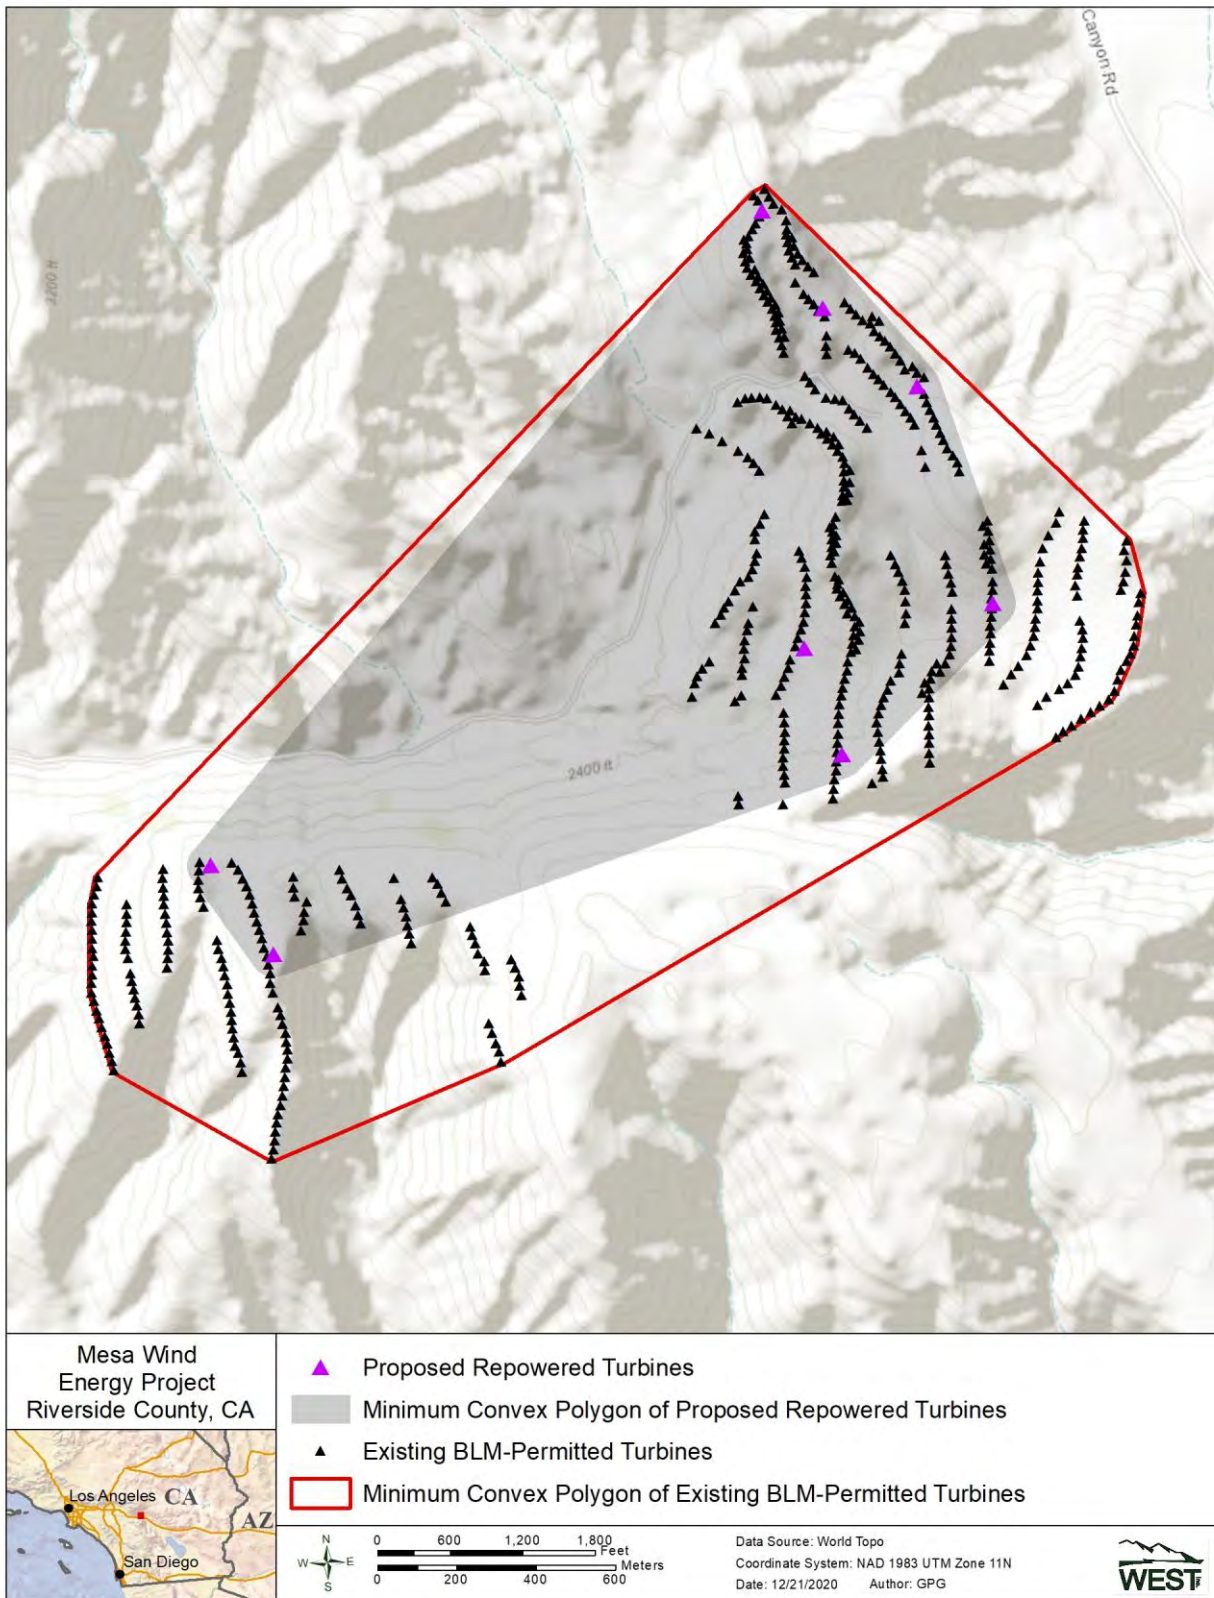 Canyon Rd
3200 ft
2400 ft
Mesa Wind
Energy Project
Riverside County, CA
Proposed Repowered Turbines
Minimum Convex Polygon of Proposed Repowered Turbines
Existing BLM-Permitted Turbines
Minimum Convex Polygon of Existing BLM-Permitted Turbines
Los Angeles
CA
AZ
San Diego
N
W E
S
0 600 1,200 1,800
Feet
Meters
0 200 400 600
Data Source: World Topo
Coordinate System: NAD 1983 UTM Zone 11N
Date: 12/21/2020 Author: GPG
WEST